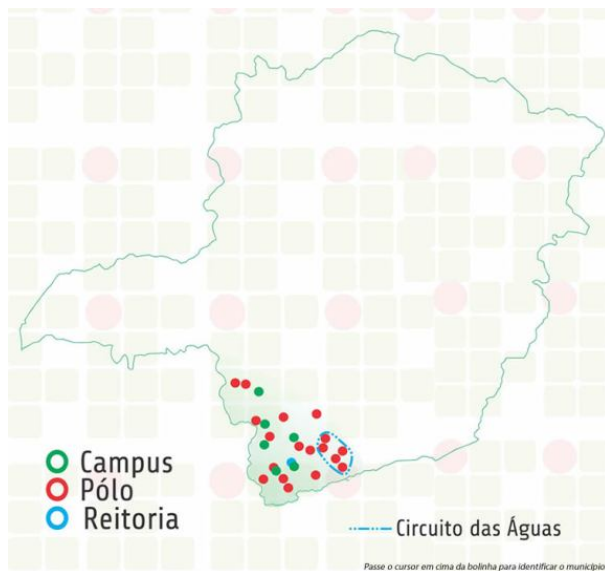 Campus
Pólo
Reitoria
Circuito das Águas
Passe o cursor em cima da bolinha para identificar o município